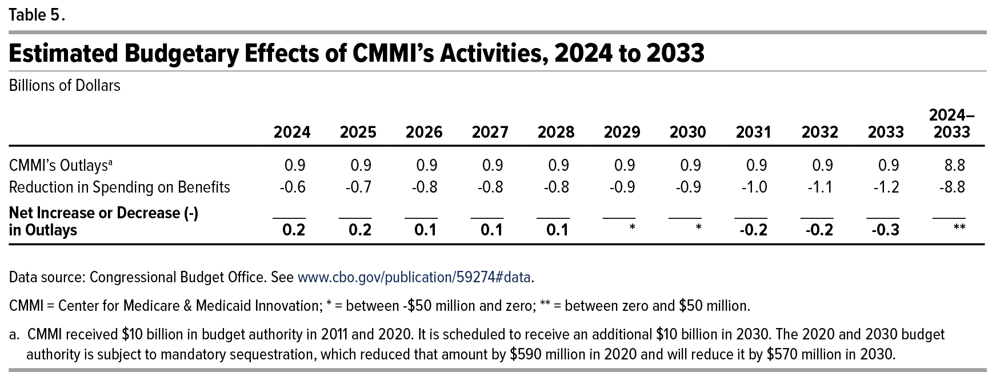 Table 5.
Estimated Budgetary Effects of CMMI’s Activities, 2024 to 2033
Billions of Dollars
2024 2025 2026 2027 2028 2029 2030 2031 2032 2033 2024–2033
CMMI’s Outlaysᵃ 0.9 0.9 0.9 0.9 0.9 0.9 0.9 0.9 0.9 0.9 8.8
Reduction in Spending on Benefits -0.6 -0.7 -0.8 -0.8 -0.8 -0.9 -0.9 -1.0 -1.1 -1.2 -8.8
Net Increase or Decrease (-)
in Outlays 0.2 0.2 0.1 0.1 0.1 * * -0.2 -0.2 -0.3 **
Data source: Congressional Budget Office. See www.cbo.gov/publication/59274#data.
CMMI = Center for Medicare & Medicaid Innovation; * = between -$50 million and zero; ** = between zero and $50 million.
a. CMMI received $10 billion in budget authority in 2011 and 2020. It is scheduled to receive an additional $10 billion in 2030. The 2020 and 2030 budget
authority is subject to mandatory sequestration, which reduced that amount by $590 million in 2020 and will reduce it by $570 million in 2030.